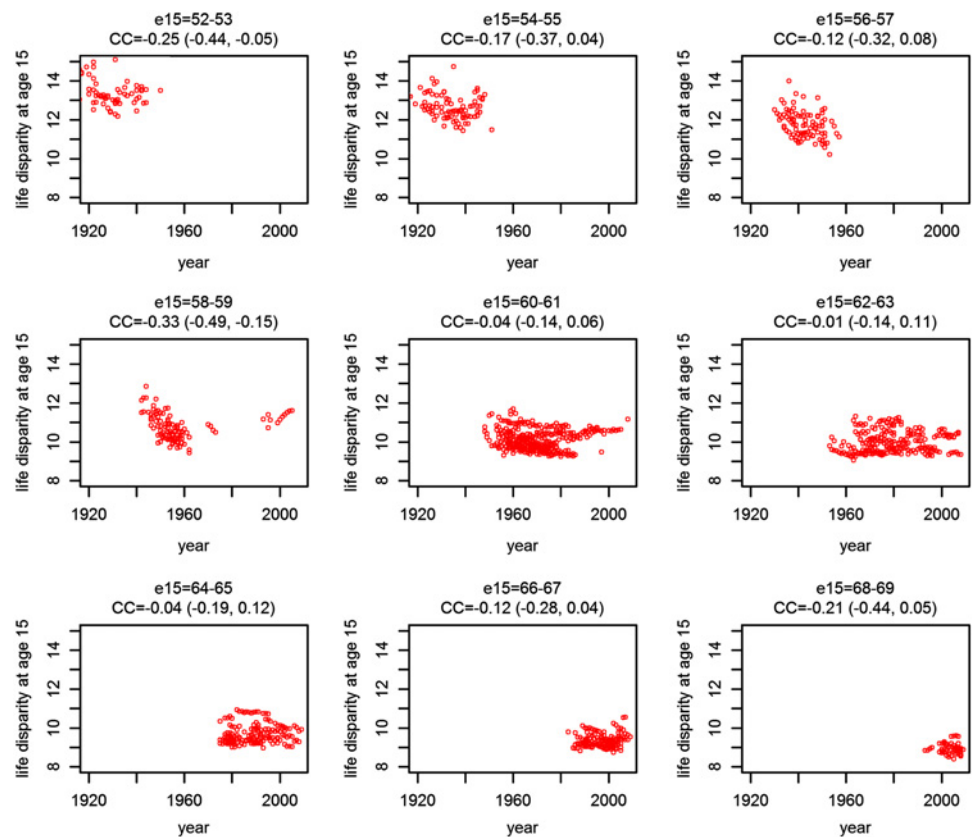 e15=52-53
CC=-0.25 (-0.44, -0.05)
life disparity at age 15
8 10 12 14
1920 1960 2000
year
e15=54-55
CC=-0.17 (-0.37, 0.04)
life disparity at age 15
8 10 12 14
1920 1960 2000
year
e15=56-57
CC=-0.12 (-0.32, 0.08)
life disparity at age 15
8 10 12 14
1920 1960 2000
year
e15=58-59
CC=-0.33 (-0.49, -0.15)
life disparity at age 15
8 10 12 14
1920 1960 2000
year
e15=60-61
CC=-0.04 (-0.14, 0.06)
life disparity at age 15
8 10 12 14
1920 1960 2000
year
e15=62-63
CC=-0.01 (-0.14, 0.11)
life disparity at age 15
8 10 12 14
1920 1960 2000
year
e15=64-65
CC=-0.04 (-0.19, 0.12)
life disparity at age 15
8 10 12 14
1920 1960 2000
year
e15=66-67
CC=-0.12 (-0.28, 0.04)
life disparity at age 15
8 10 12 14
1920 1960 2000
year
e15=68-69
CC=-0.21 (-0.44, 0.05)
life disparity at age 15
8 10 12 14
1920 1960 2000
year